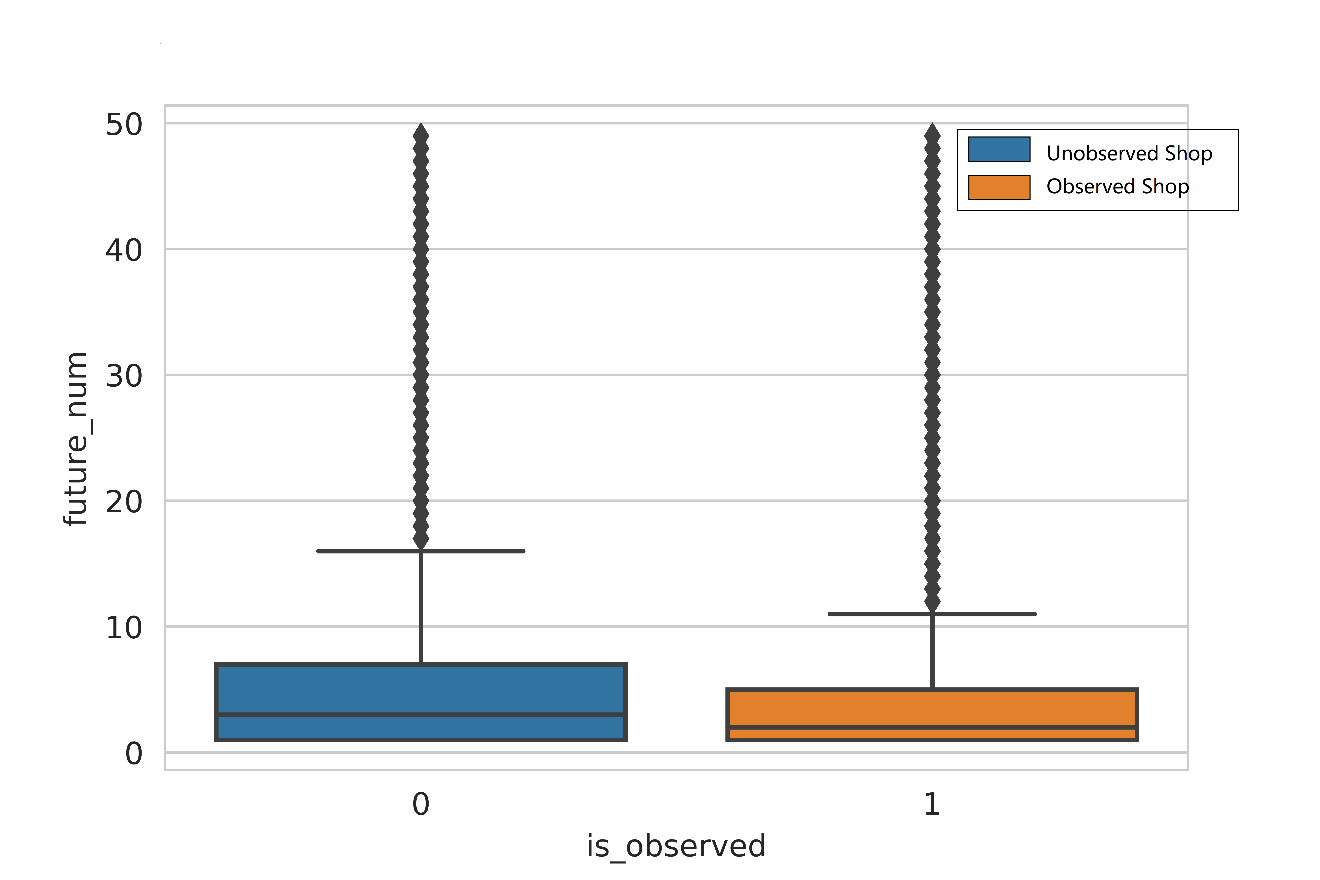 50
40
30
20
10
0
future_num
Unobserved Shop
Observed Shop
0
1
is_observed